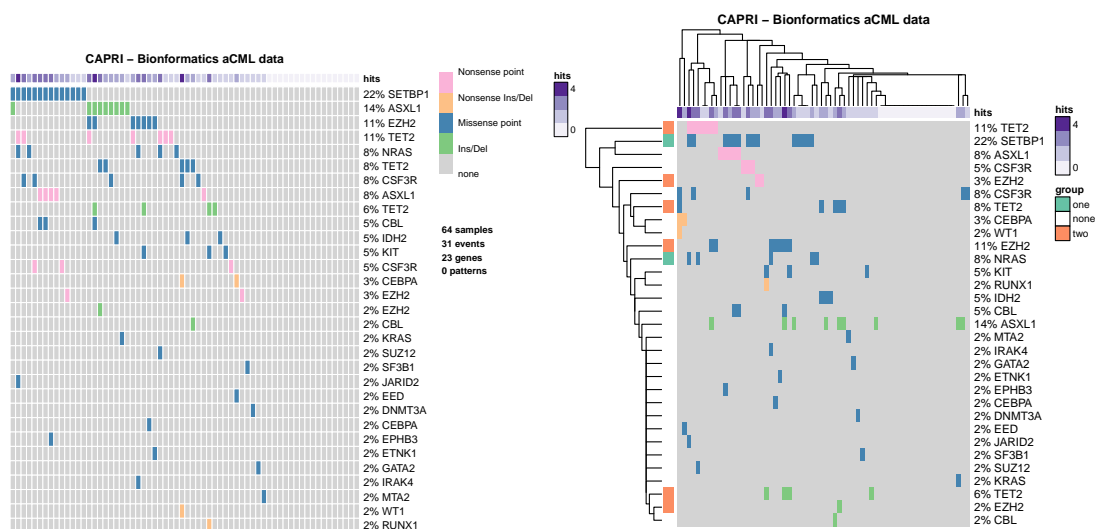 CAPRI – Bionformatics aCML data
hits
22% SETBP1
14% ASXL1
11% EZH2
11% TET2
8% NRAS
8% TET2
8% CSF3R
8% ASXL1
6% TET2
5% CBL
5% IDH2
5% KIT
5% CSF3R
3% CEBPA
3% EZH2
2% EZH2
2% CBL
2% KRAS
2% SUZ12
2% SF3B1
2% JARID2
2% EED
2% DNMT3A
2% CEBPA
2% EPHB3
2% ETNK1
2% GATA2
2% IRAK4
2% MTA2
2% WT1
2% RUNX1
Nonsense point
Nonsense Ins/Del
Missense point
Ins/Del
none
hits
4
0
64 samples
31 events
23 genes
0 patterns
CAPRI – Bionformatics aCML data
hits
11% TET2
22% SETBP1
8% ASXL1
5% CSF3R
3% EZH2
8% CSF3R
8% TET2
3% CEBPA
2% WT1
11% EZH2
8% NRAS
5% KIT
2% RUNX1
5% IDH2
5% CBL
14% ASXL1
2% MTA2
2% IRAK4
2% GATA2
2% ETNK1
2% EPHB3
2% CEBPA
2% DNMT3A
2% EED
2% JARID2
2% SF3B1
2% SUZ12
2% KRAS
6% TET2
2% EZH2
2% CBL
hits
4
0
group
one
none
two